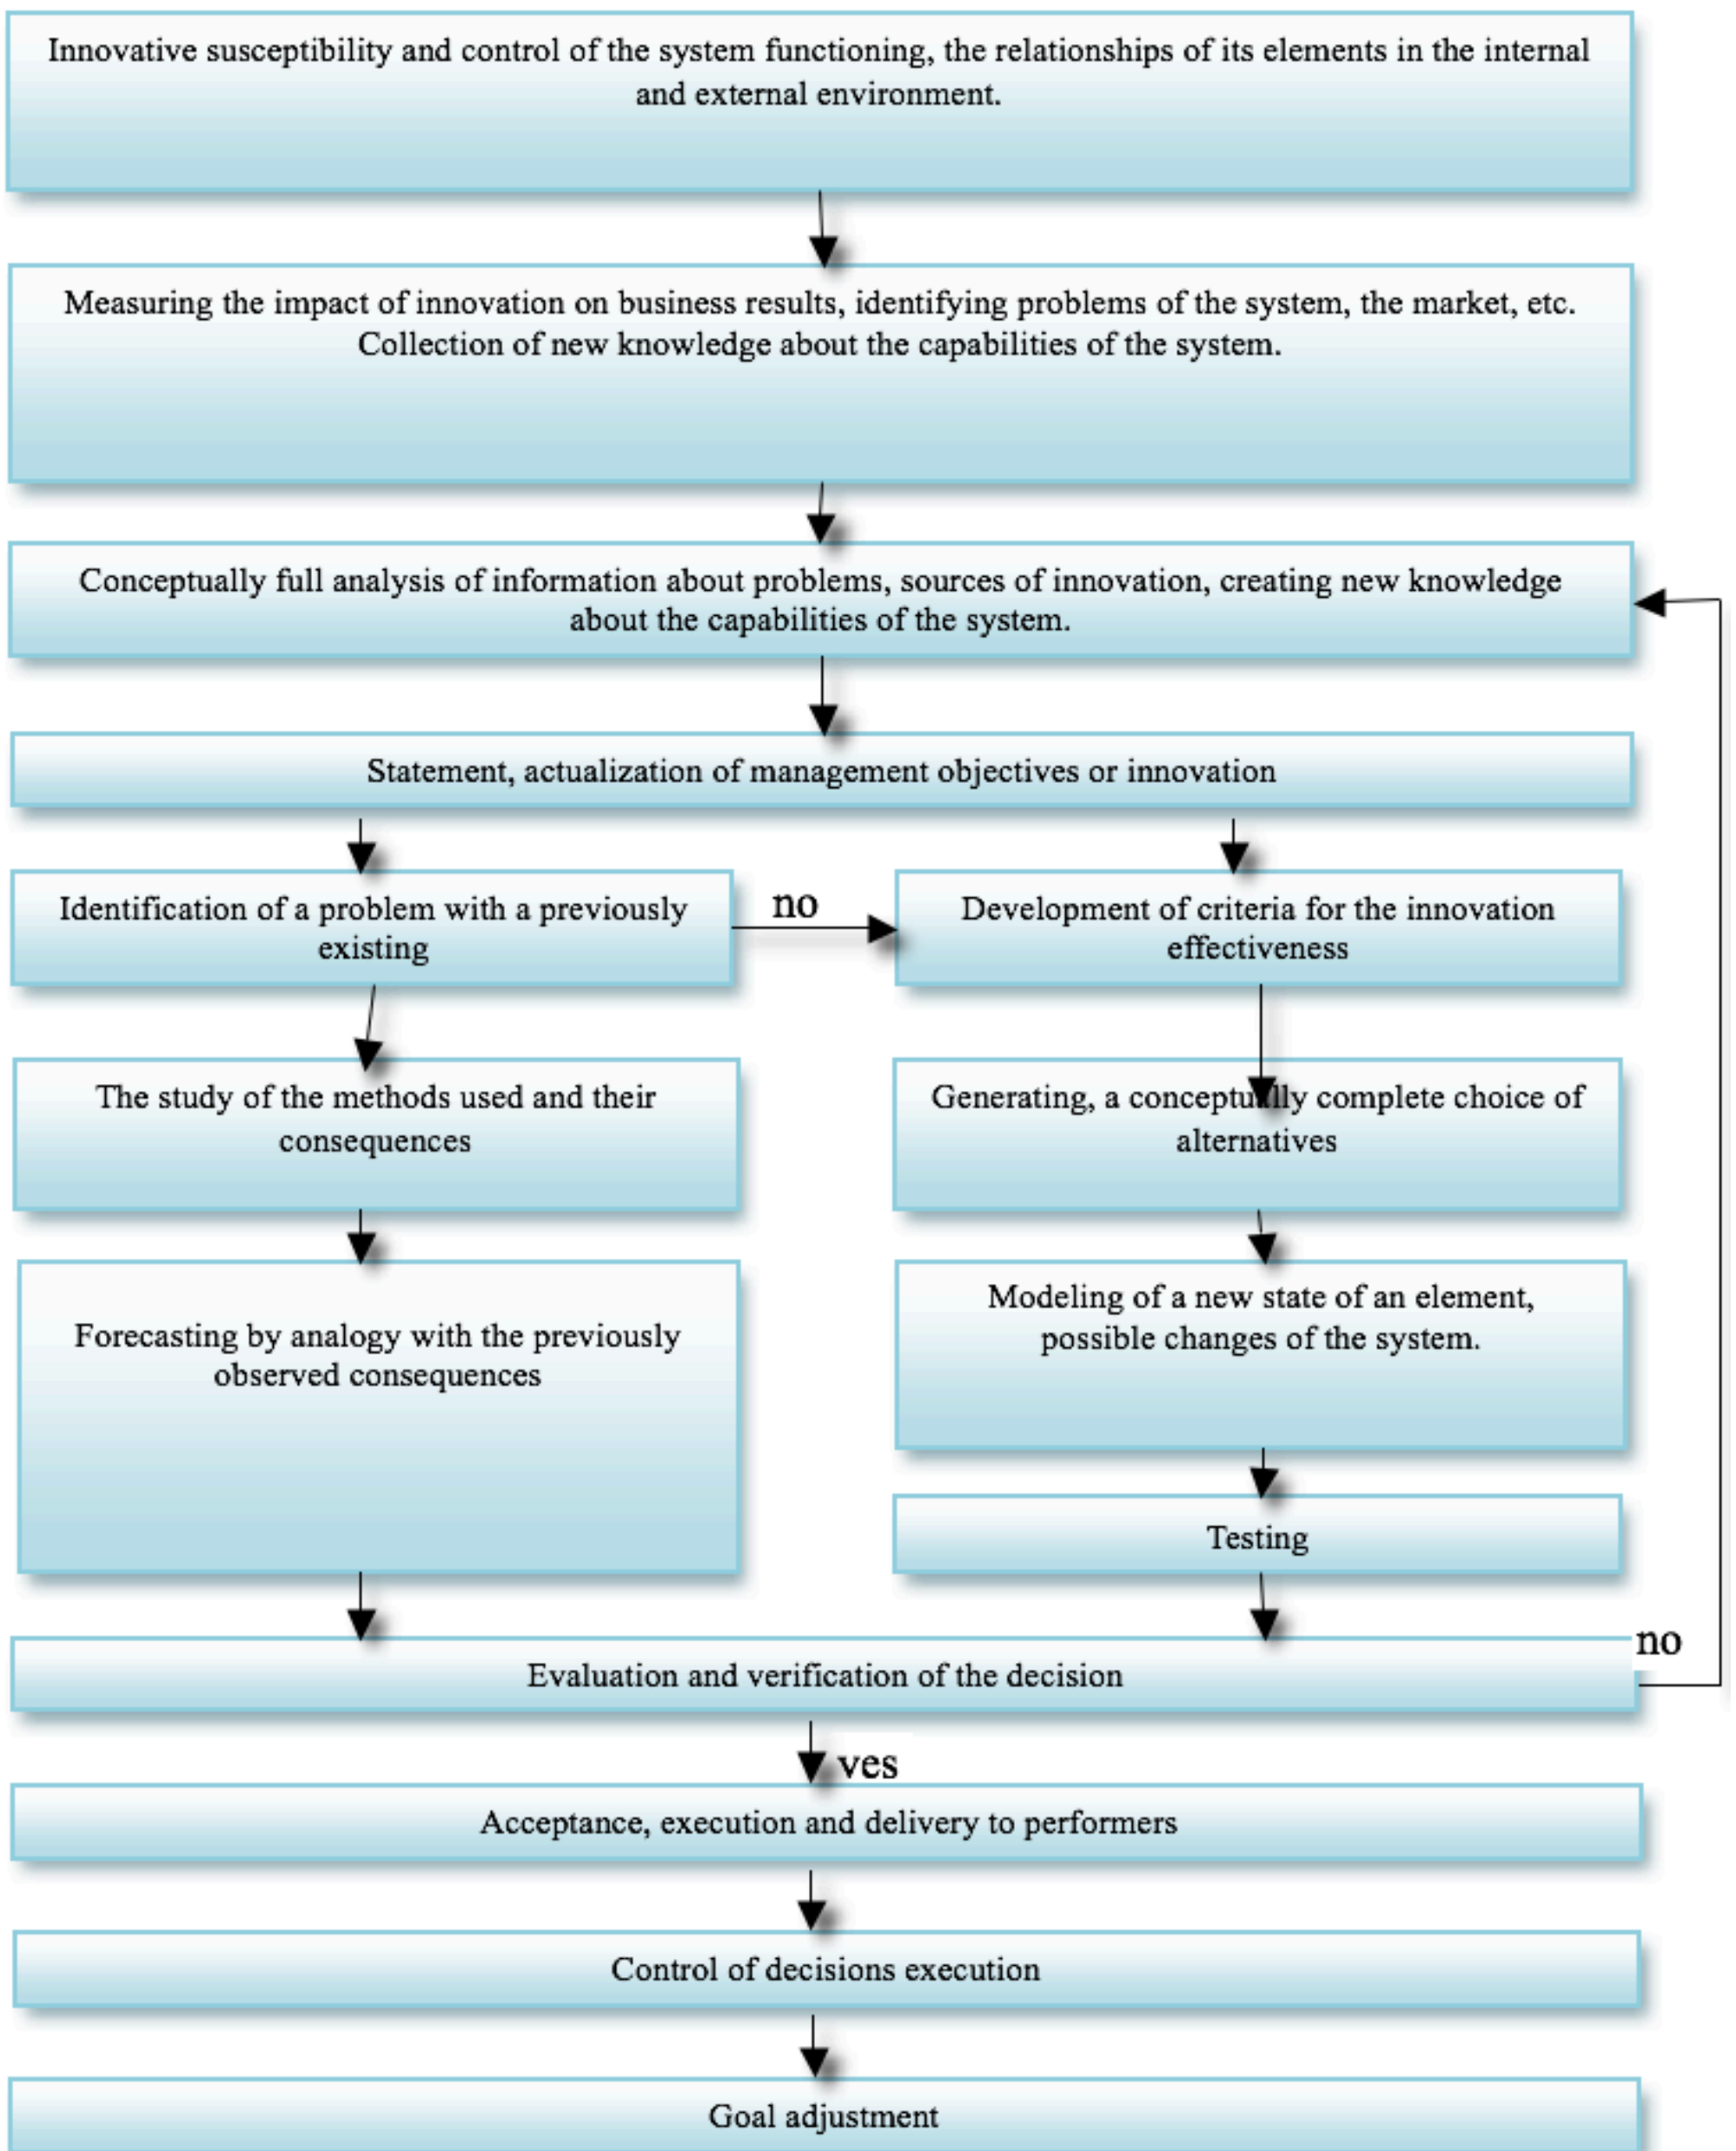 Innovative susceptibility and control of the system functioning, the relationships of its elements in the internal
and external environment.
Measuring the impact of innovation on business results, identifying problems of the system, the market, etc.
Collection of new knowledge about the capabilities of the system.
Conceptually full analysis of information about problems, sources of innovation, creating new knowledge
about the capabilities of the system.
Statement, actualization of management objectives or innovation
Identification of a problem with a previously
existing
no
Development of criteria for the innovation
effectiveness
The study of the methods used and their
consequences
Generating, a conceptually complete choice of
alternatives
Forecasting by analogy with the previously
observed consequences
Modeling of a new state of an element,
possible changes of the system.
Testing
no
Evaluation and verification of the decision
yes
Acceptance, execution and delivery to performers
Control of decisions execution
Goal adjustment